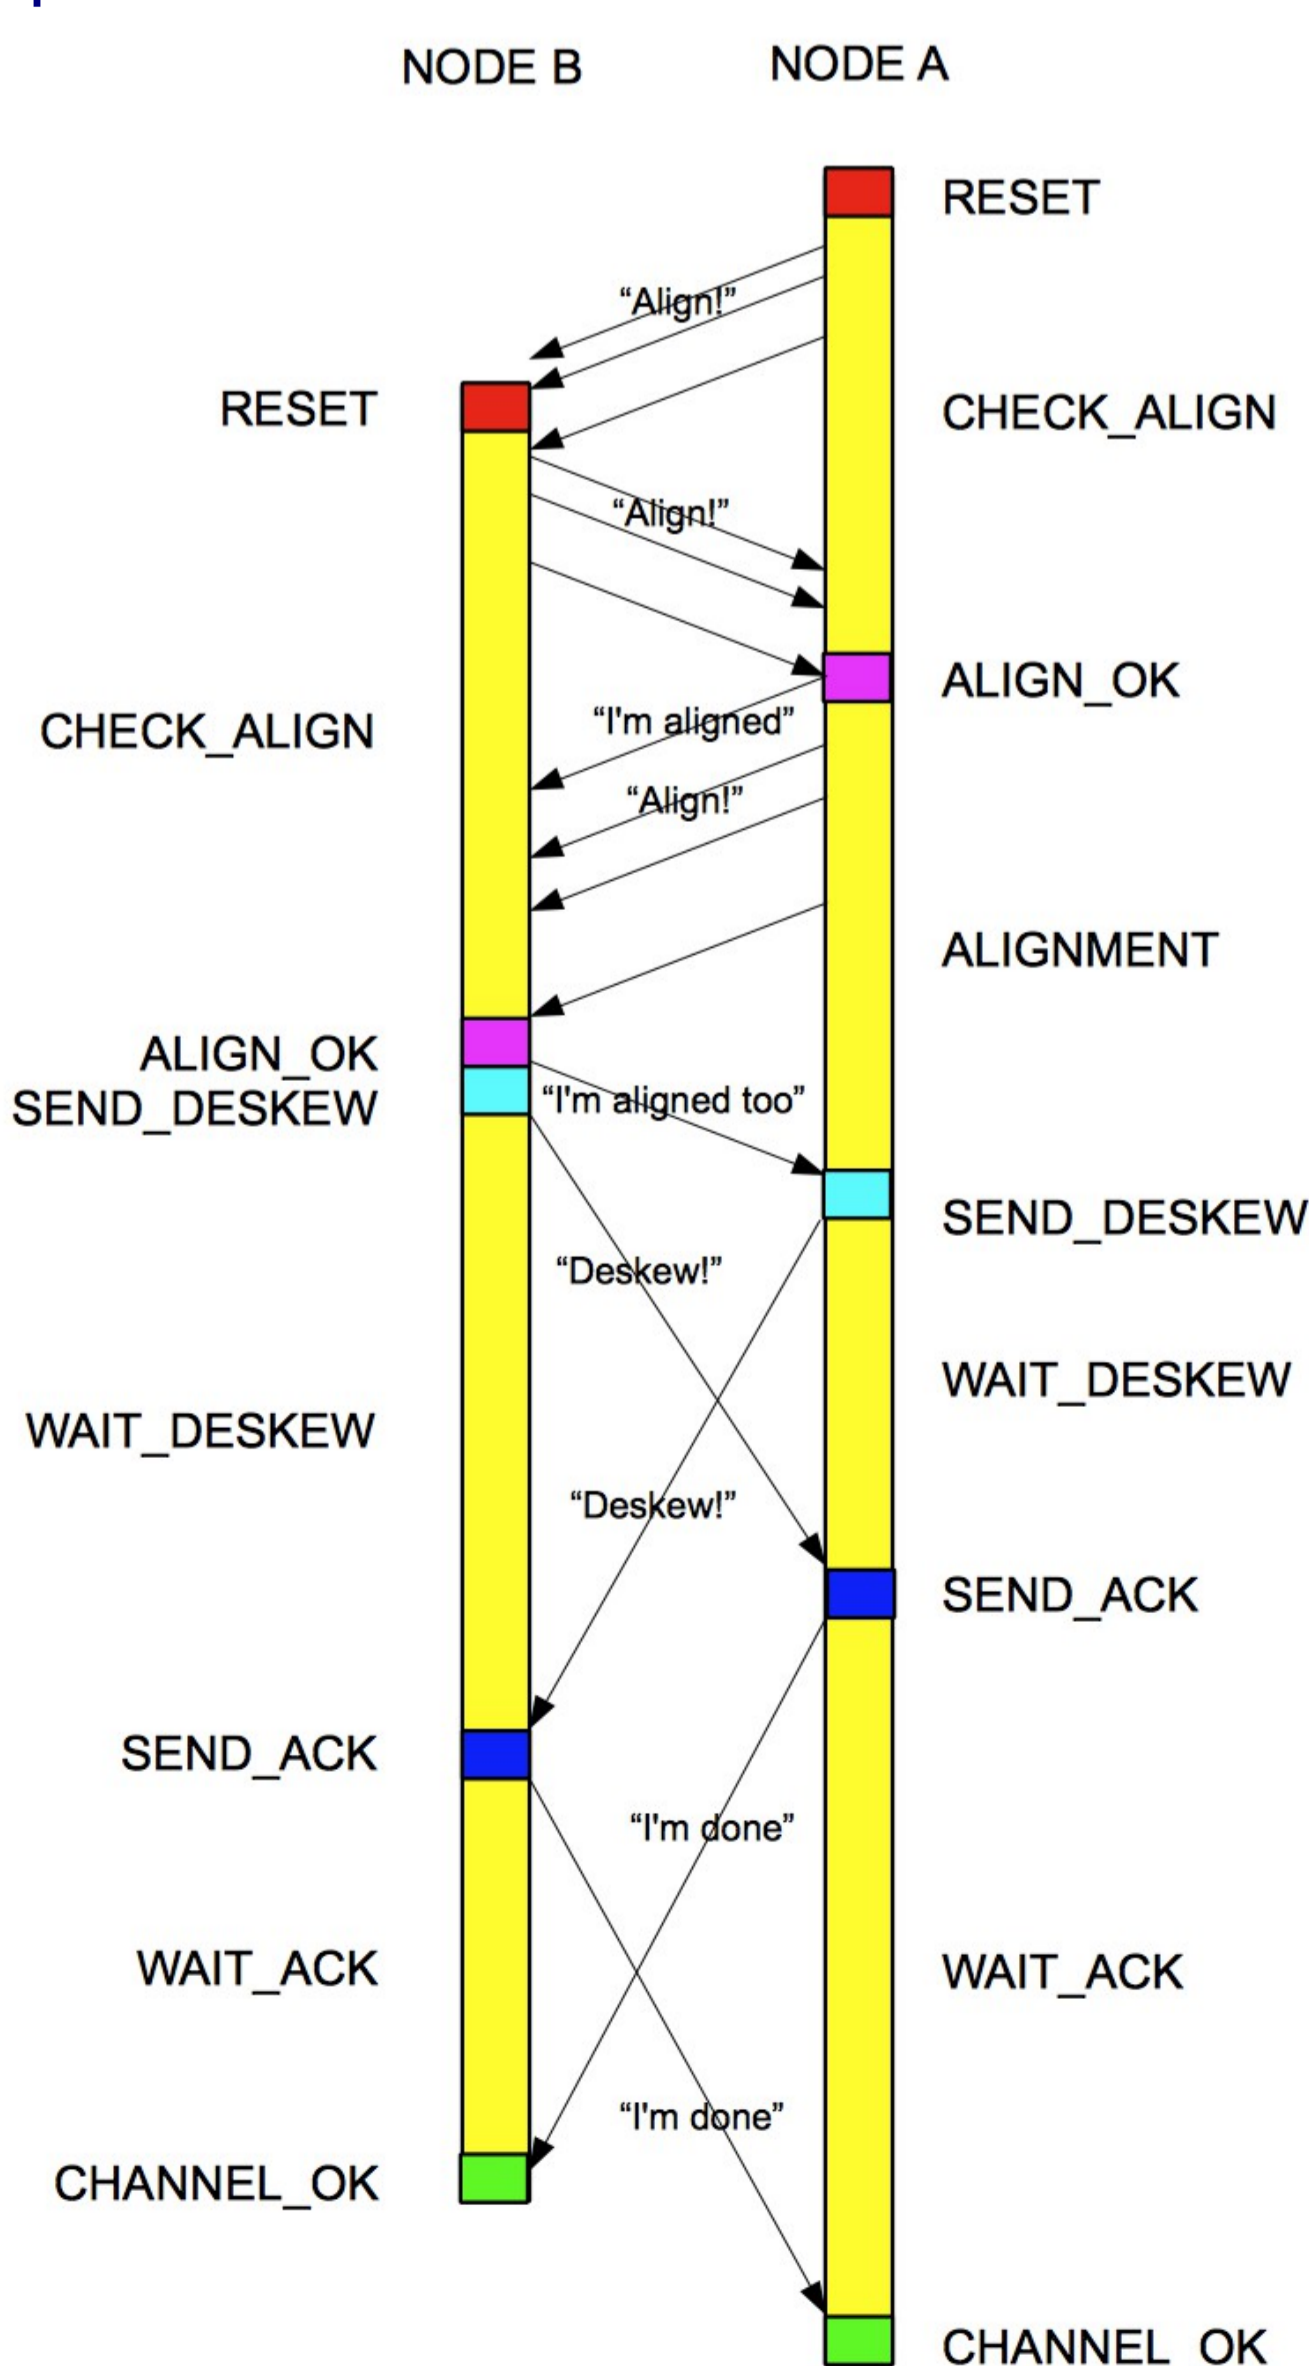 NODE B
NODE A
RESET
“Align!”
RESET
CHECK_ALIGN
“Align!”
ALIGN_OK
“I'm aligned”
CHECK_ALIGN
“Align!”
ALIGNMENT
ALIGN_OK
SEND_DESKEW
“I'm aligned too”
SEND_DESKEW
“Deskew!”
WAIT_DESKEW
WAIT_DESKEW
“Deskew!”
SEND_ACK
SEND_ACK
“I'm done”
WAIT_ACK
WAIT_ACK
“I'm done”
CHANNEL_OK
CHANNEL_OK